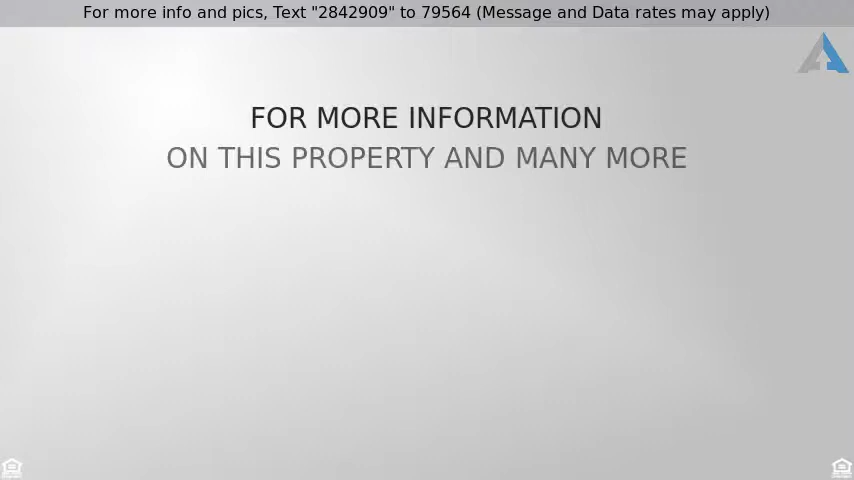 For more info and pics, Text "2842909" to 79564 (Message and Data rates may apply)
FOR MORE INFORMATION
ON THIS PROPERTY AND MANY MORE